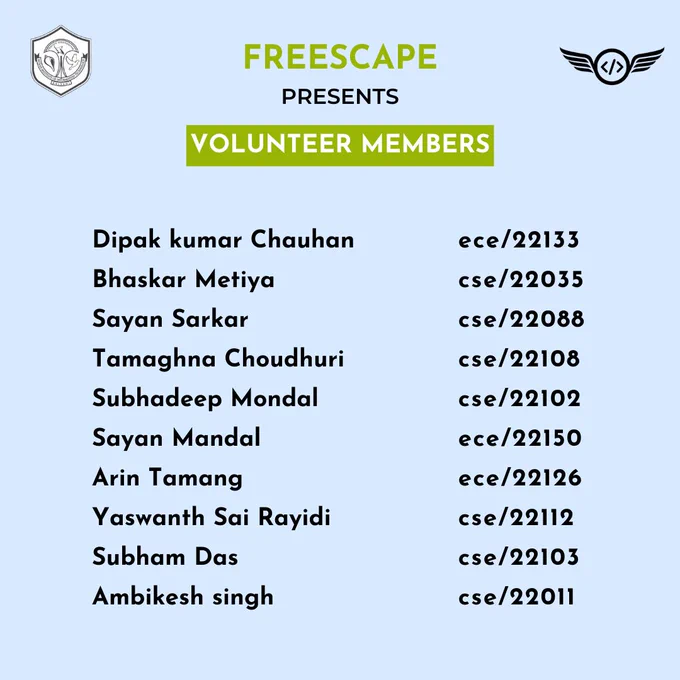 FREESCAPE
PRESENTS
VOLUNTEER MEMBERS
Dipak kumar Chauhan ece/22133
Bhaskar Metiya cse/22035
Sayan Sarkar cse/22088
Tamaghna Choudhuri cse/22108
Subhadeep Mondal cse/22102
Sayan Mandal ece/22150
Arin Tamang ece/22126
Yaswanth Sai Rayidi cse/22112
Subham Das cse/22103
Ambikesh singh cse/22011